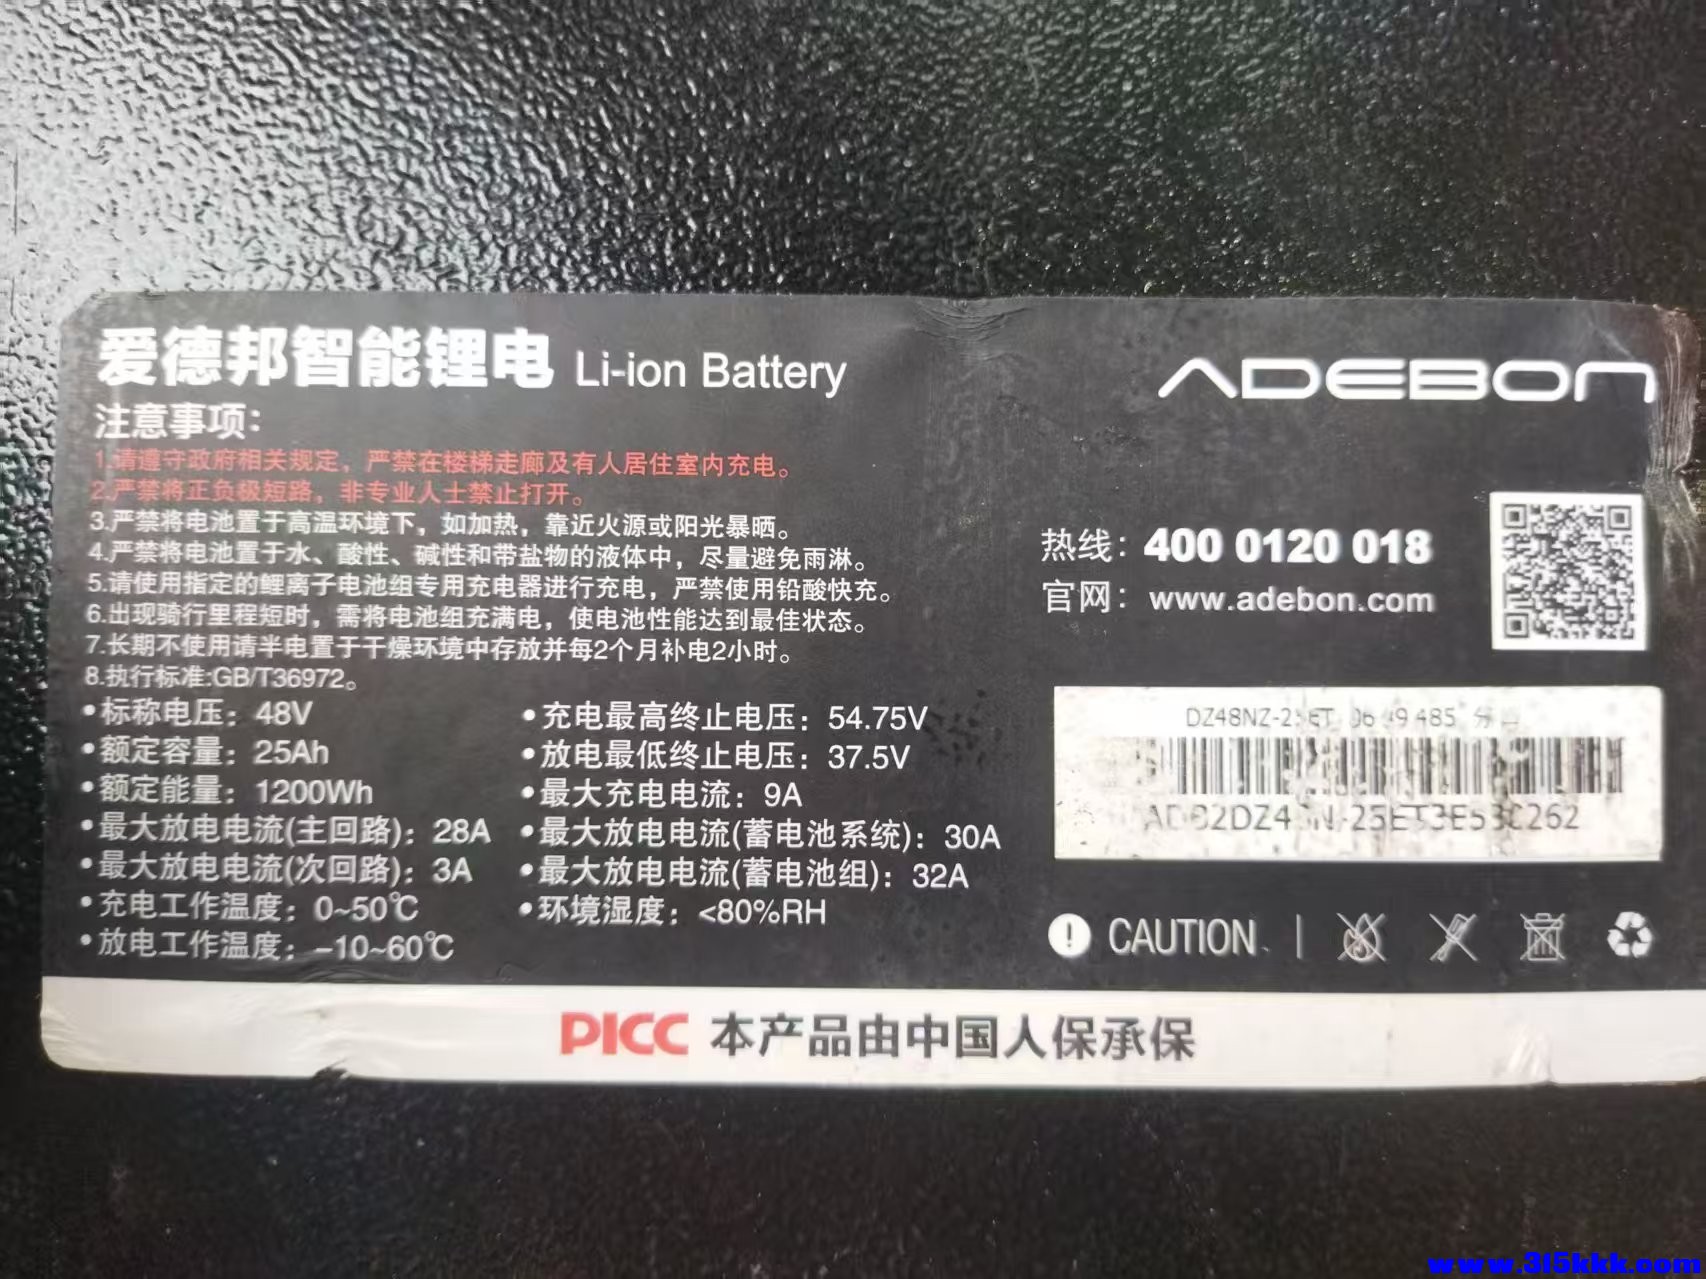 爱德邦智能锂电 Li-ion Battery
ADEBON
注意事项：
1.请遵守政府相关规定，严禁在楼梯走廊及有人居住室内充电。
2.严禁将正负极短路，非专业人士禁止打开。
3.严禁将电池置于高温环境下，如加热，靠近火源或阳光暴晒。
4.严禁将电池置于水、酸性、碱性和带盐物的液体中，尽量避免雨淋。
5.请使用指定的鲤离子电池组专用充电器进行充电，严禁使用铅酸快充。
6.出现骑行里程短时，需将电池组充满电，使电池性能达到最佳状态。
7.长期不使用请半电置于干燥环境中存放并每2个月补电2小时。
8.执行标准:GB/T36972。
热线：400 0120 018
官网：www.adebon.com
•标称电压：48V
•额定容量：25Ah
•额定能量：1200Wh
•最大放电电流(主回路)：28A
•最大放电电流(次回路)：3A
•充电工作温度：0~50℃
•放电工作温度：-10~60℃
•充电最高终止电压：54.75V
•放电最低终止电压：37.5V
•最大充电电流：9A
•最大放电电流(蓄电池系统)：30A
•最大放电电流(蓄电池组)：32A
•环境湿度：<80%RH
485
CAUTION
PICC 本产品由中国人保承保
www.315kkk.com